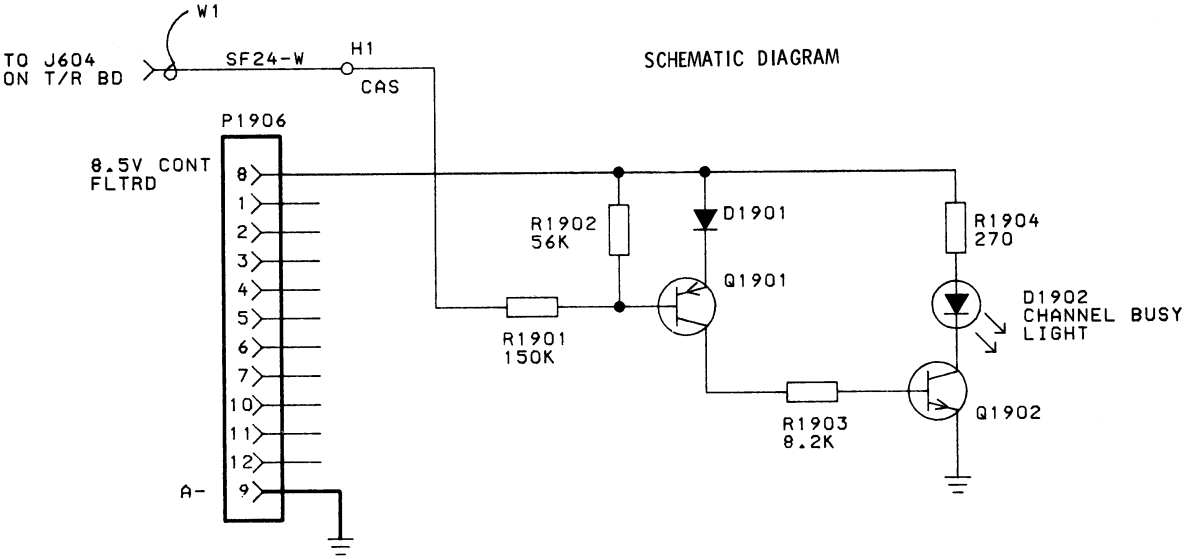 W1
TO J604
ON T/R BD
SF24-W
H1
CAS
SCHEMATIC DIAGRAM
P1906
8.5V CONT
FLTRD
8
1
2
3
4
5
6
7
10
11
12
A-
9
R1902
56K
D1901
R1904
270
Q1901
D1902
CHANNEL BUSY
LIGHT
R1901
150K
R1903
8.2K
Q1902